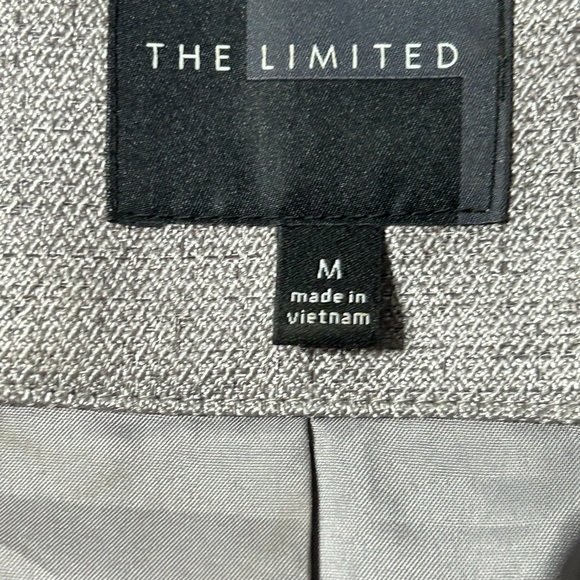 THE LIMITED
M
made in
vietnam